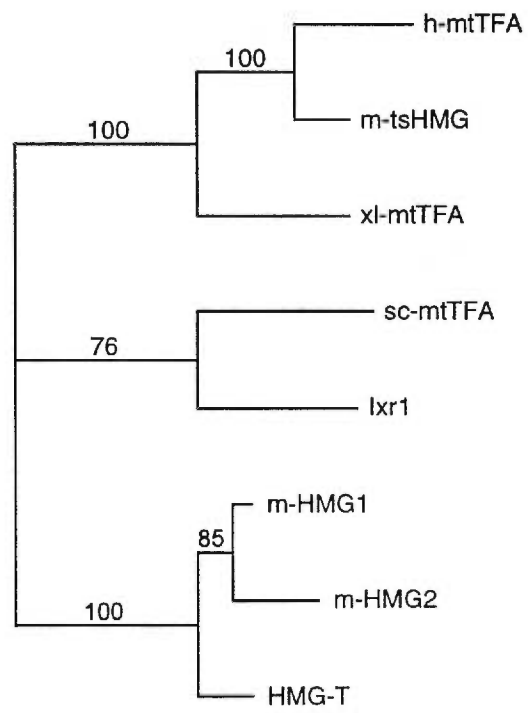 h-mtTFA
100
m-tsHMG
100
xl-mtTFA
sc-mtTFA
76
Ixr1
m-HMG1
85
m-HMG2
100
HMG-T